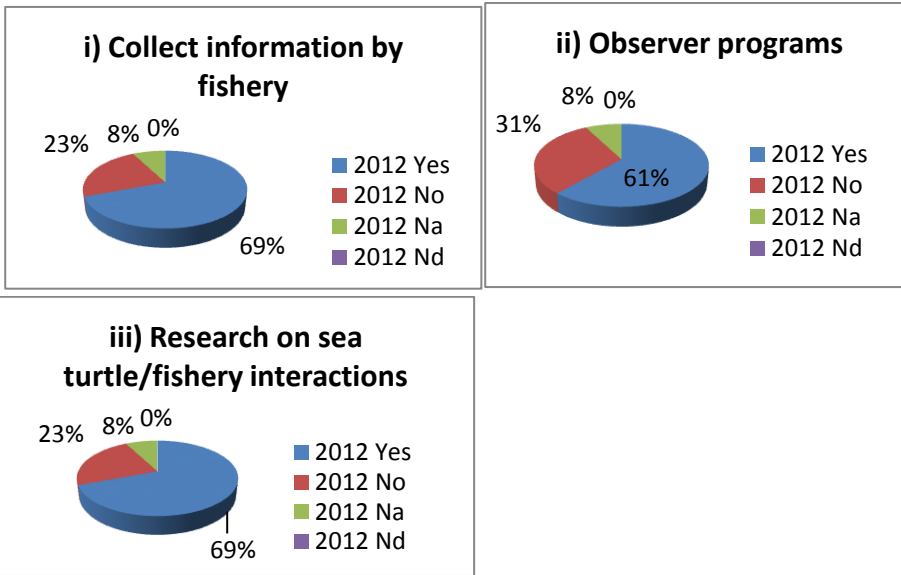 i) Collect information by
fishery
23%
8%
0%
69%
2012 Yes
2012 No
2012 Na
2012 Nd
ii) Observer programs
31%
8%
0%
61%
2012 Yes
2012 No
2012 Na
2012 Nd
iii) Research on sea
turtle/fishery interactions
23%
8%
0%
69%
2012 Yes
2012 No
2012 Na
2012 Nd